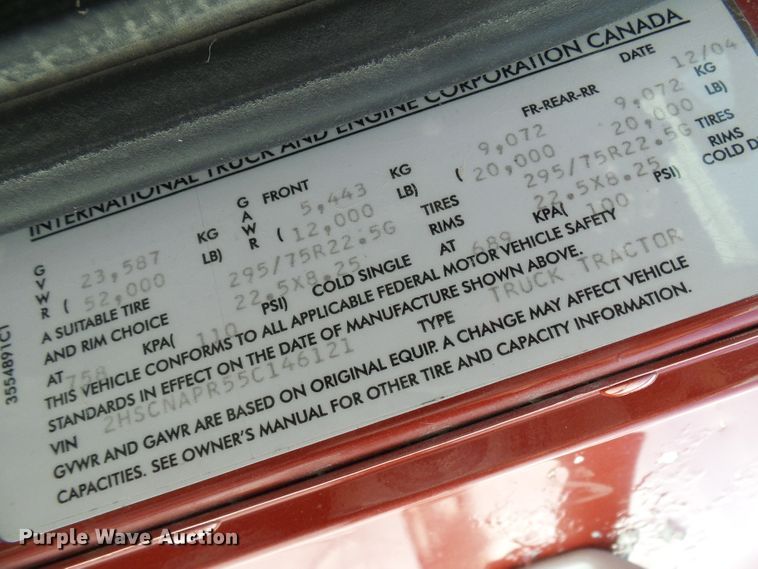 INTERNATIONAL TRUCK AND ENGINE CORPORATION CANADA
DATE 12/04
G V W R 23,587 KG G A W R FRONT 5,443 KG FR-REAR-RR 9,072 9,072 KG
( 52,000 LB) ( 12,000 LB) ( 20,000 20,000 LB)
A SUITABLE TIRE 295/75R22.5G TIRES 295/75R22.5G TIRES
AND RIM CHOICE 22.5X8.25 RIMS 22.5X8.25 RIMS
AT 758 KPA( 110 PSI) COLD SINGLE AT 689 KPA( 100 PSI) COLD D
THIS VEHICLE CONFORMS TO ALL APPLICABLE FEDERAL MOTOR VEHICLE SAFETY
STANDARDS IN EFFECT ON THE DATE OF MANUFACTURE SHOWN ABOVE.
VIN 2HSCNAPR55C146121 TYPE TRUCK TRACTOR
GVWR AND GAWR ARE BASED ON ORIGINAL EQUIP. A CHANGE MAY AFFECT VEHICLE
CAPACITIES. SEE OWNER'S MANUAL FOR OTHER TIRE AND CAPACITY INFORMATION.
3554891C1
Purple Wave Auction